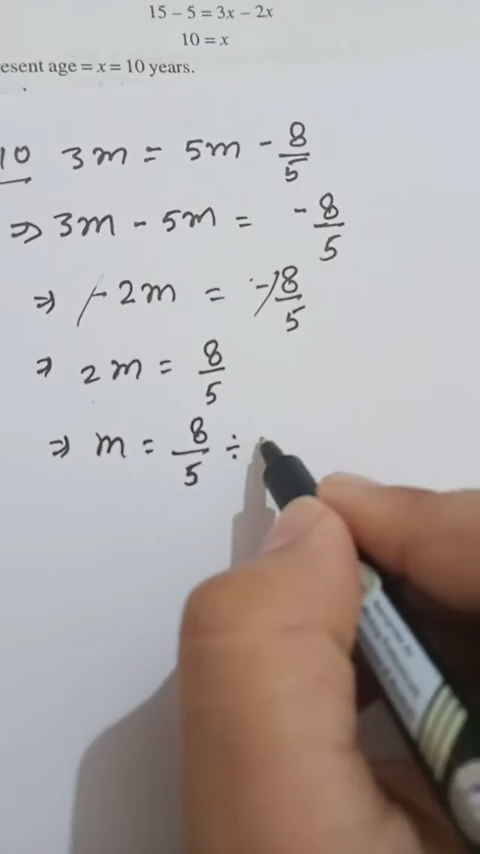 15 – 5 = 3x – 2x
10 = x
esent age = x = 10 years.
10 3m = 5m - 8/5
⇒ 3m - 5m = - 8/5
⇒ - 2m = - 8/5
⇒ 2m = 8/5
⇒ m = 8/5 ÷